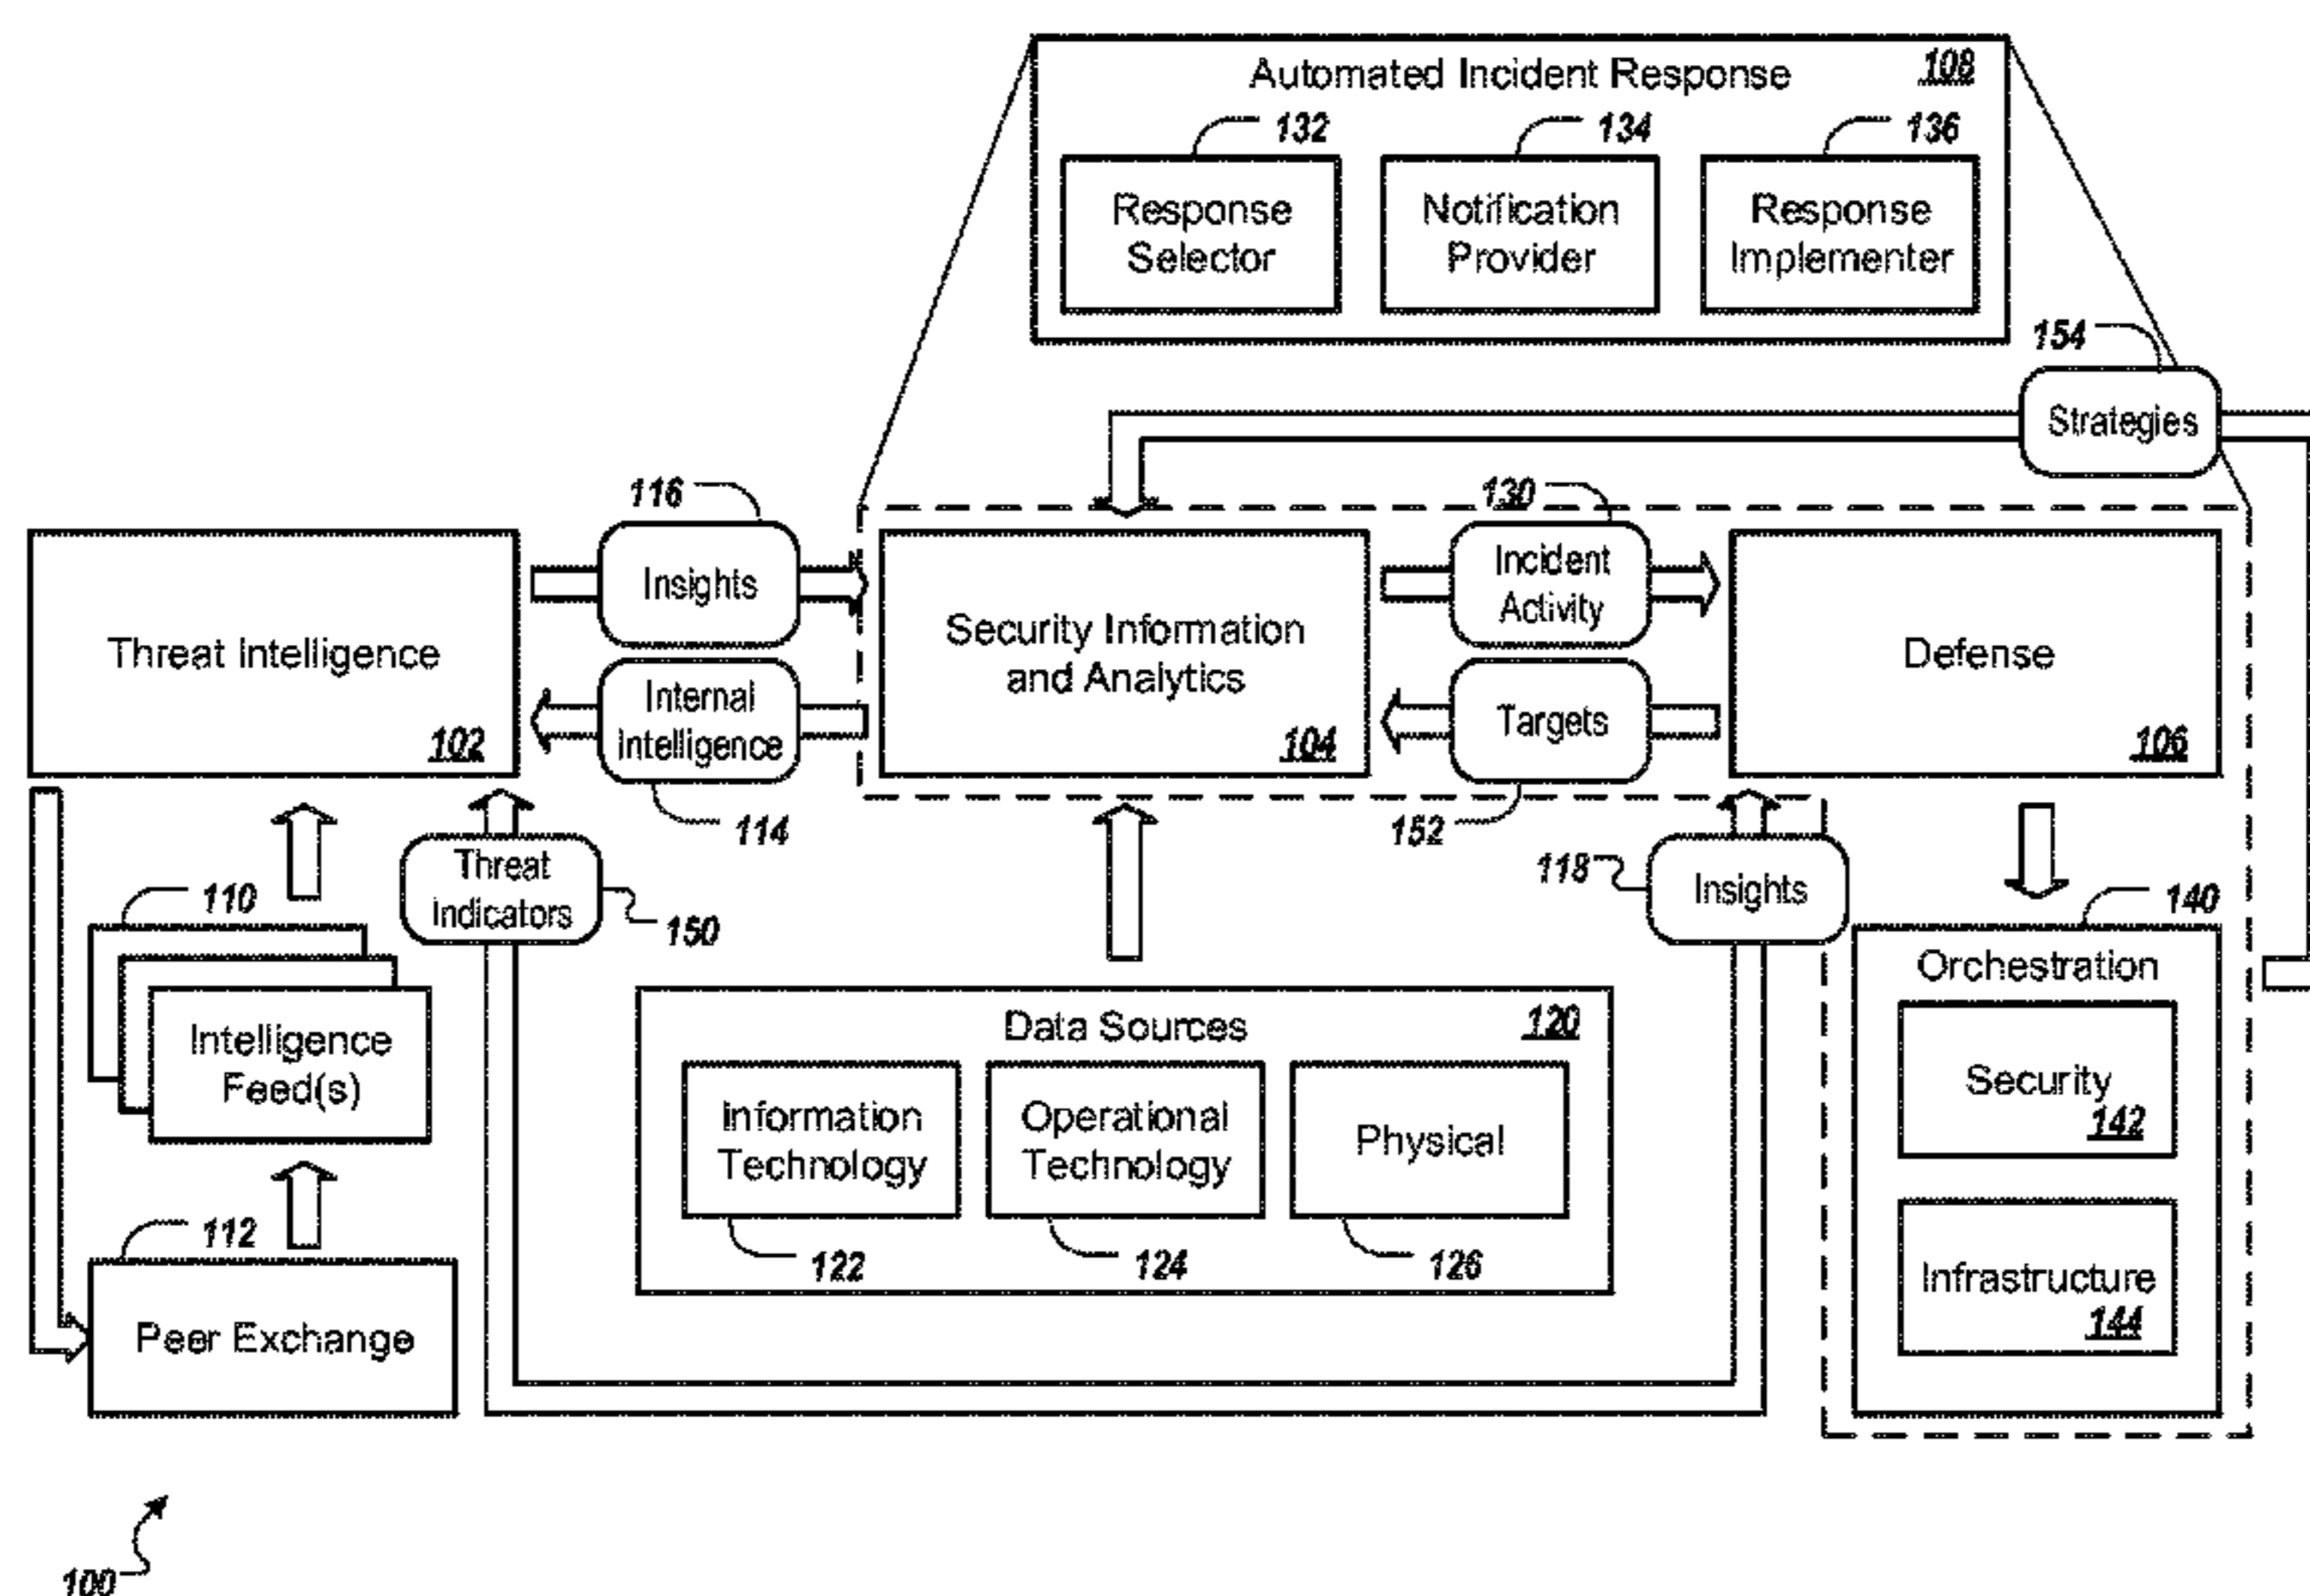 Automated Incident Response 108
132 134 136
Response Selector
Notification Provider
Response Implementer
154
Strategies
116
Insights
130
Incident Activity
Threat Intelligence
102
Security Information and Analytics
104
Defense
106
Internal Intelligence
114
Targets
152
Threat Indicators
150
118
Insights
110
Intelligence Feed(s)
112
Peer Exchange
Data Sources 120
Information Technology
122
Operational Technology
124
Physical
126
140
Orchestration
Security
142
Infrastructure
144
100